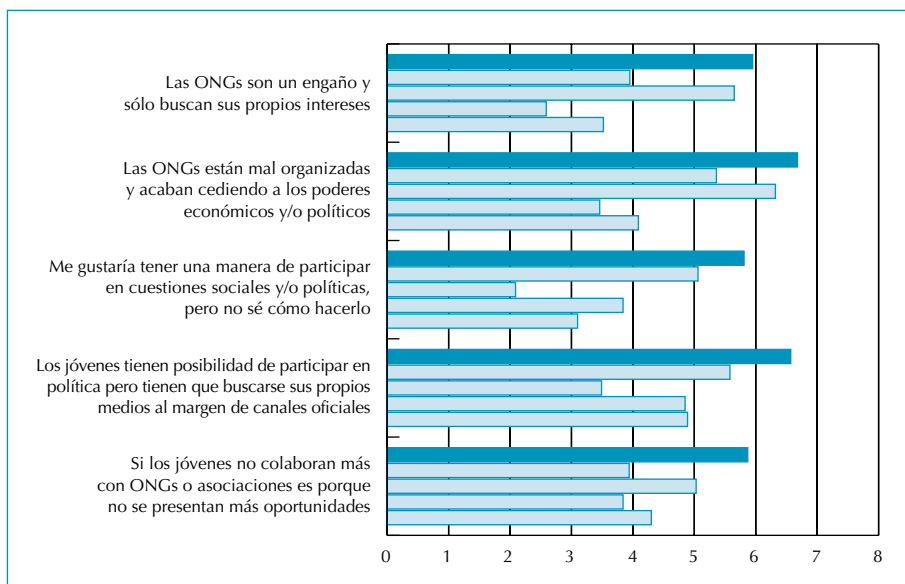 Las ONGs son un engaño y
sólo buscan sus propios intereses
Las ONGs están mal organizadas
y acaban cediendo a los poderes
económicos y/o políticos
Me gustaría tener una manera de participar
en cuestiones sociales y/o políticas,
pero no sé cómo hacerlo
Los jóvenes tienen posibilidad de participar en
política pero tienen que buscarse sus propios
medios al margen de canales oficiales
Si los jóvenes no colaboran más
con ONGs o asociaciones es porque
no se presentan más oportunidades
0 1 2 3 4 5 6 7 8